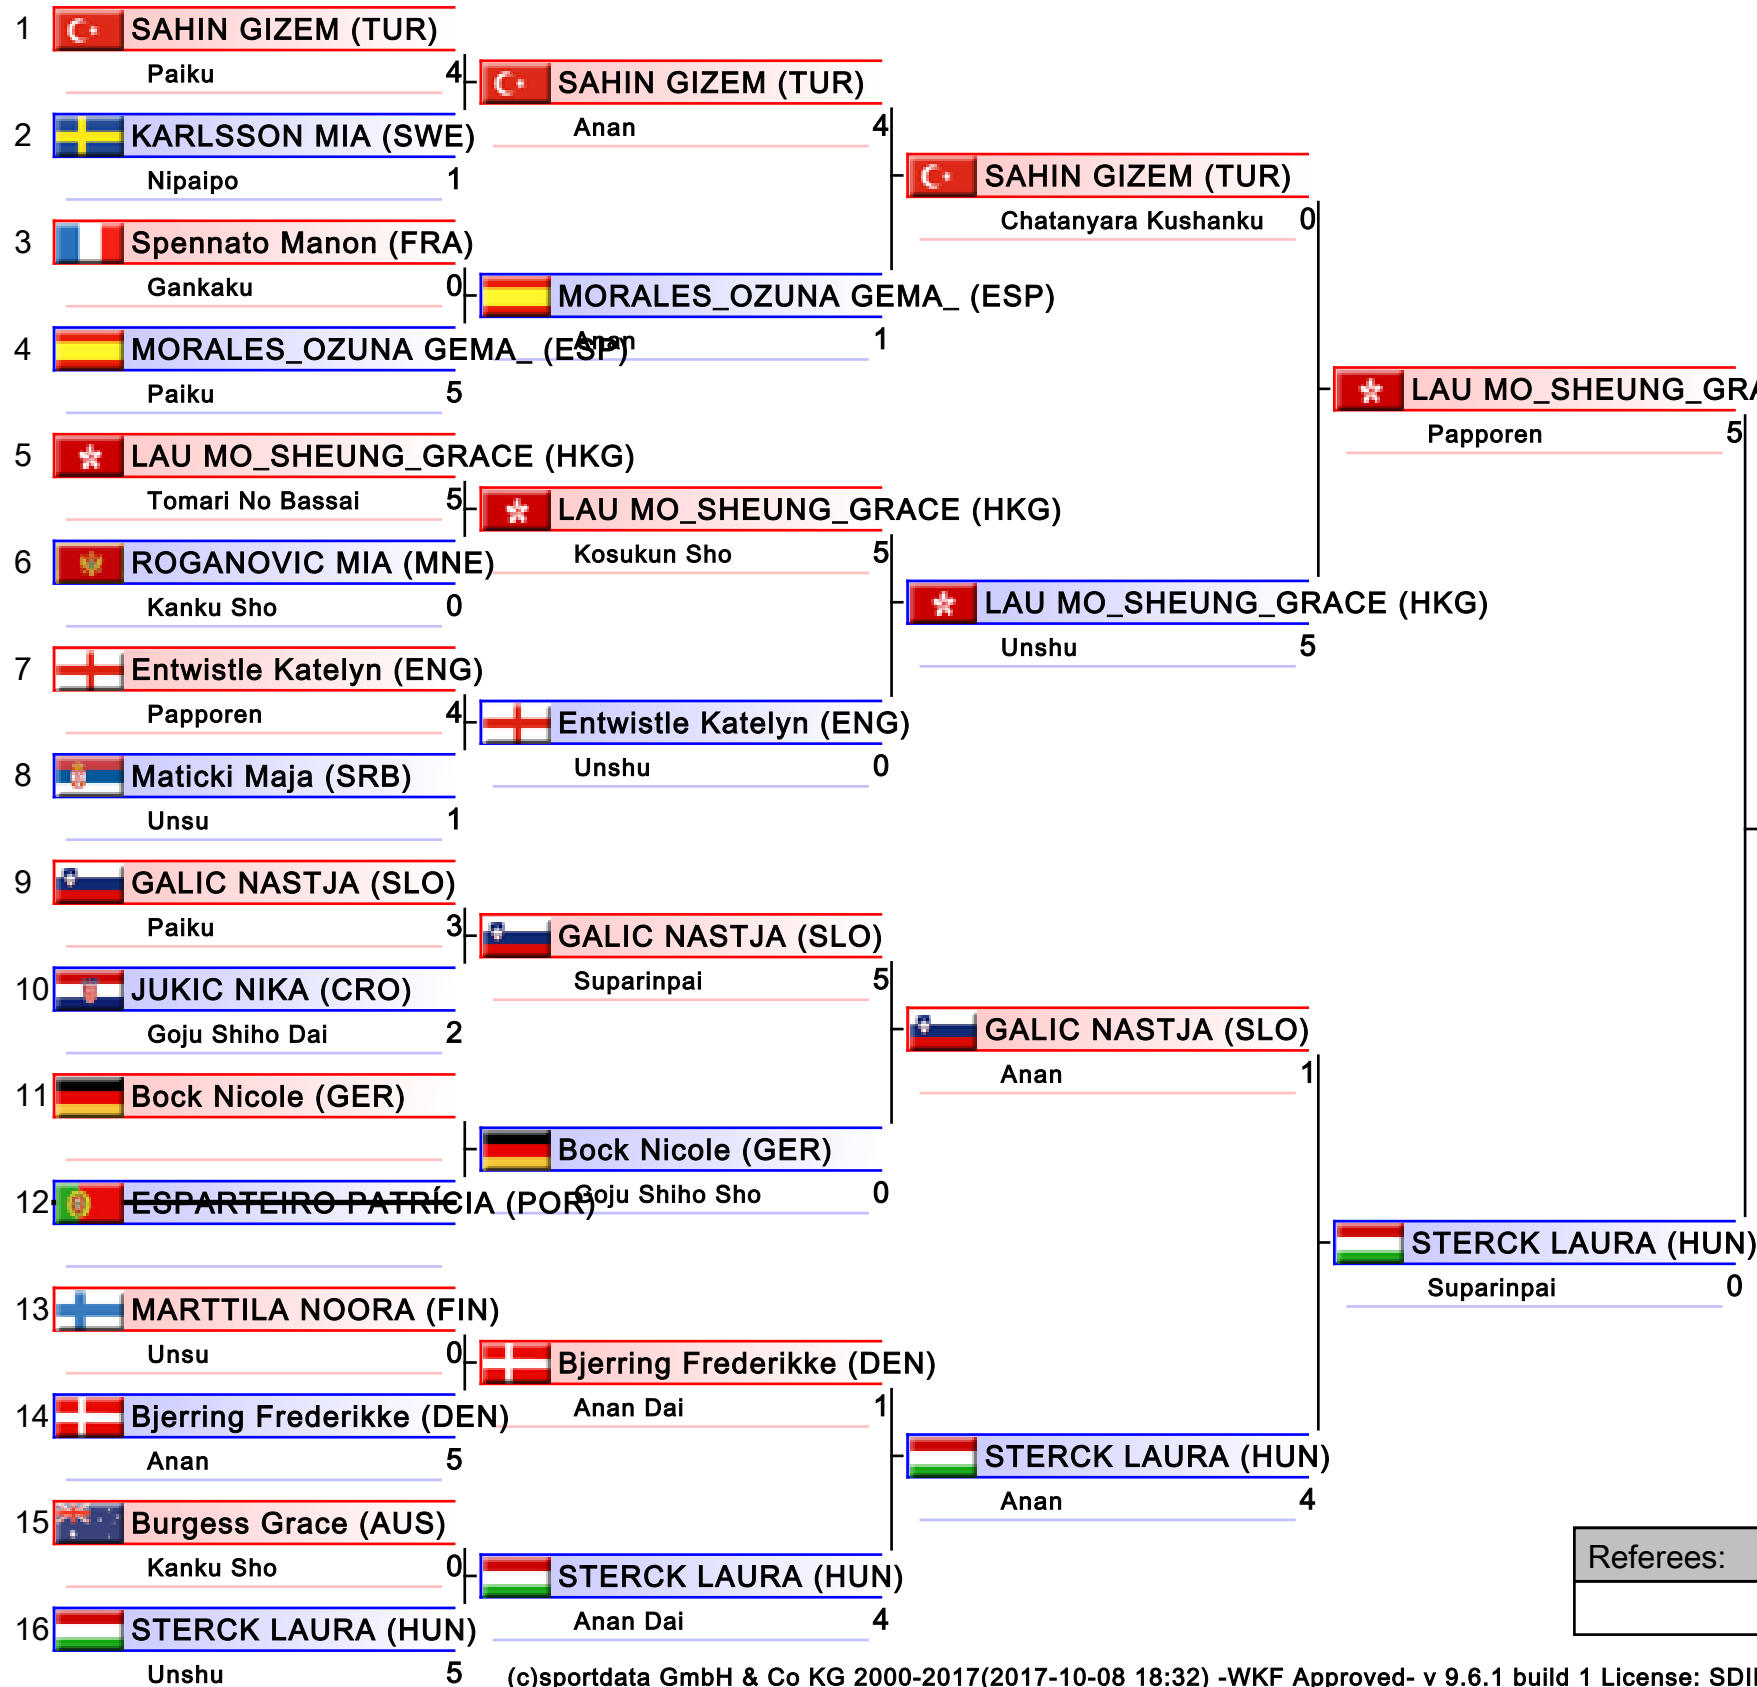 1 SAHIN GIZEM (TUR)
Paiku 4
2 KARLSSON MIA (SWE)
Nipaipo 1
3 Spennato Manon (FRA)
Gankaku 0
4 MORALES_OZUNA GEMA_ (ESP)
Paiku 5
5 LAU MO_SHEUNG_GRACE (HKG)
Tomari No Bassai 5
6 ROGANOVIC MIA (MNE)
Kanku Sho 0
7 Entwistle Katelyn (ENG)
Papporen 4
8 Maticki Maja (SRB)
Unsu 1
9 GALIC NASTJA (SLO)
Paiku 3
10 JUKIC NIKA (CRO)
Goju Shiho Dai 2
11 Bock Nicole (GER)
12 ESPARTEIRO PATRÍCIA (POR)
13 MARTTILA NOORA (FIN)
Unsu 0
14 Bjerring Frederikke (DEN)
Anan 5
15 Burgess Grace (AUS)
Kanku Sho 0
16 STERCK LAURA (HUN)
Unshu 5
SAHIN GIZEM (TUR)
Anan 4
MORALES_OZUNA GEMA_ (ESP)
Anan 1
LAU MO_SHEUNG_GRACE (HKG)
Kosukun Sho 5
Entwistle Katelyn (ENG)
Unshu 0
GALIC NASTJA (SLO)
Suparinpai 5
Bock Nicole (GER)
Goju Shiho Sho 0
Bjerring Frederikke (DEN)
Anan Dai 1
STERCK LAURA (HUN)
Anan Dai 4
SAHIN GIZEM (TUR)
Chatanyara Kushanku 0
LAU MO_SHEUNG_GRACE (HKG)
Unshu 5
GALIC NASTJA (SLO)
Anan 1
STERCK LAURA (HUN)
Anan 4
LAU MO_SHEUNG_GRA
Papporen 5
STERCK LAURA (HUN)
Suparinpai 0
Referees:
(c)sportdata GmbH & Co KG 2000-2017(2017-10-08 18:32) -WKF Approved- v 9.6.1 build 1 License: SDI